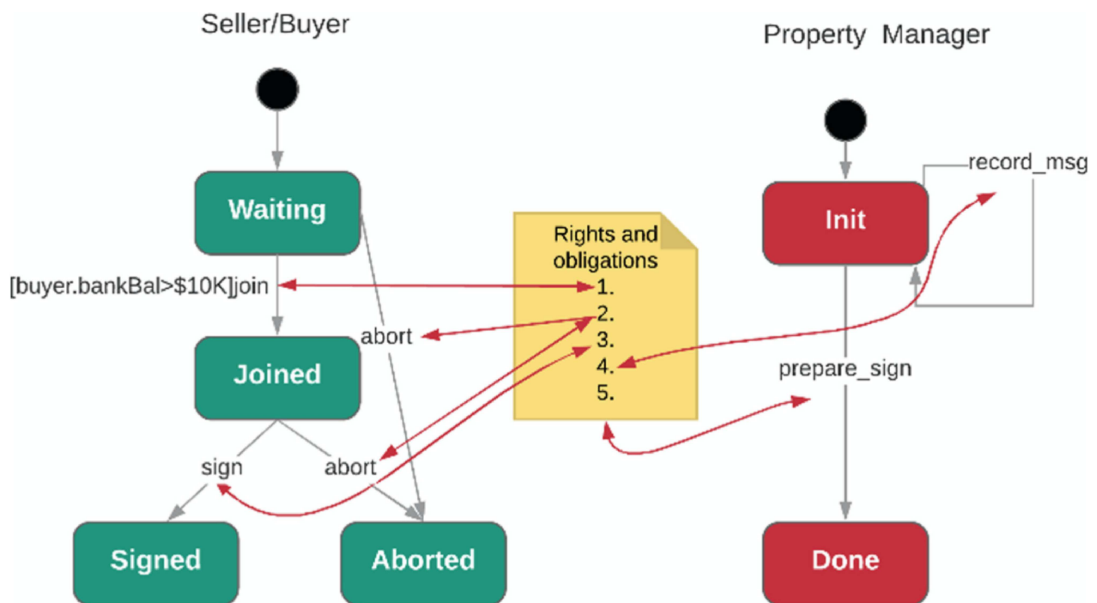 Seller/Buyer
Property Manager
record_msg
Waiting
Init
Rights and
obligations
1.
2.
3.
4.
5.
[buyer.bankBal>$10K]join
abort
Joined
prepare_sign
sign
abort
Signed
Aborted
Done